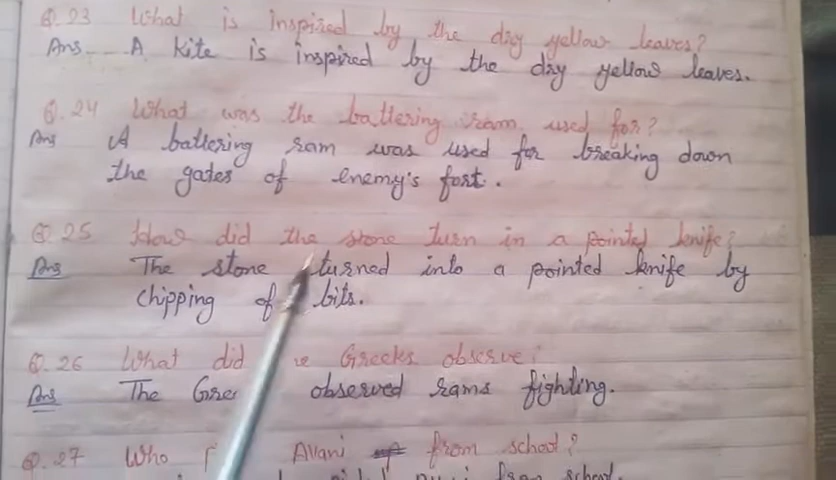 Q.23 What is inspired by the dry yellow leaves?
Ans A kite is inspired by the dry yellow leaves.
Q.24 What was the battering ram used for?
Ans A battering ram was used for breaking down
the gates of enemy's fort.
Q.25 How did the stone turn in a pointed knife?
Ans The stone turned into a pointed knife by
chipping of bits.
Q.26 What did Greeks observe?
Ans The Gre observed rams fighting.
Q.27 Who Allani from school?
from school.